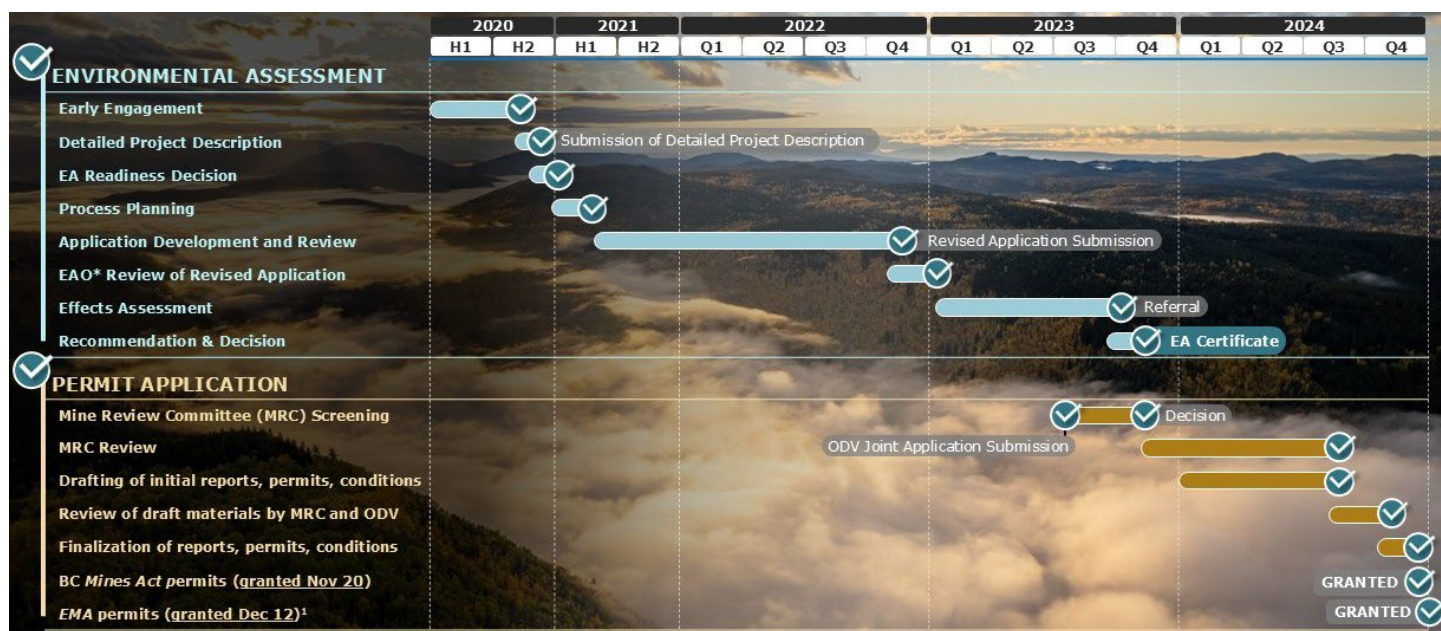 2020 2021 2022 2023 2024
H1 H2 H1 H2 Q1 Q2 Q3 Q4 Q1 Q2 Q3 Q4 Q1 Q2 Q3 Q4
ENVIRONMENTAL ASSESSMENT
Early Engagement
Detailed Project Description Submission of Detailed Project Description
EA Readiness Decision
Process Planning
Application Development and Review Revised Application Submission
EAO* Review of Revised Application
Effects Assessment Referral
Recommendation & Decision EA Certificate
PERMIT APPLICATION
Mine Review Committee (MRC) Screening Decision
MRC Review ODV Joint Application Submission
Drafting of initial reports, permits, conditions
Review of draft materials by MRC and ODV
Finalization of reports, permits, conditions
BC Mines Act permits (granted Nov 20) GRANTED
EMA permits (granted Dec 12)¹ GRANTED